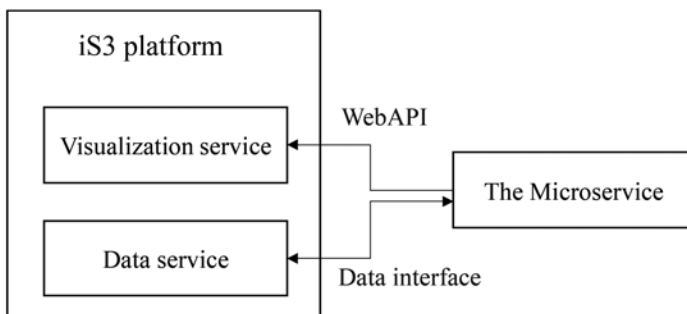 iS3 platform
WebAPI
Visualization service
The Microservice
Data service
Data interface